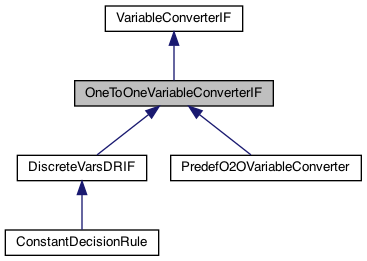 VariableConverterIF
OneToOneVariableConverterIF
DiscreteVarsDRIF
PredefO2OVariableConverter
ConstantDecisionRule